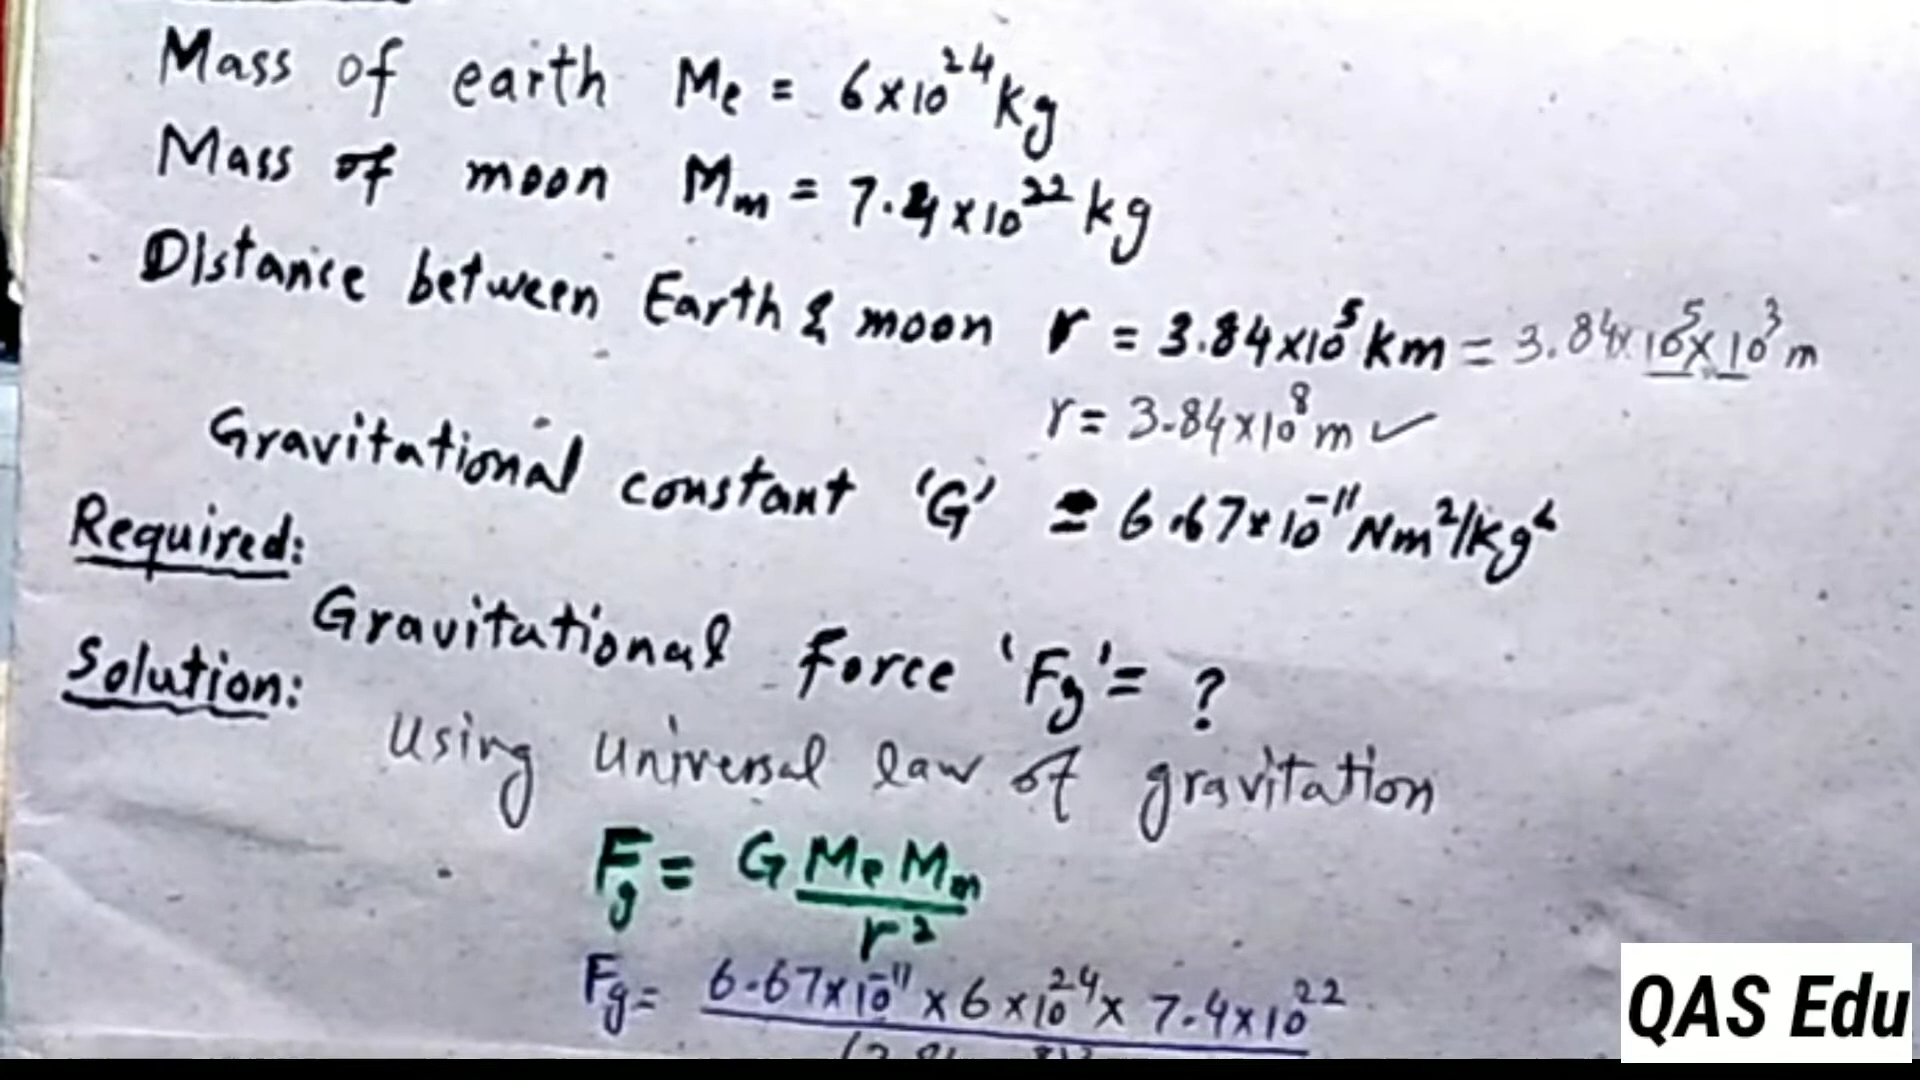 Mass of earth Me = 6×10²⁴kg
Mass of moon Mm = 7.4×10²² kg
Distance between Earth & moon r = 3.84×10⁵ km = 3.84×10⁵×10³ m
r = 3.84×10⁸ m ✓
Gravitational constant 'G' = 6.67×10⁻¹¹ Nm²/kg²
Required:
Gravitational force 'Fg' = ?
Solution:
Using Universal law of gravitation
Fg = G MeMm / r²
Fg = 6.67×10⁻¹¹ × 6×10²⁴ × 7.4×10²²
QAS Edu